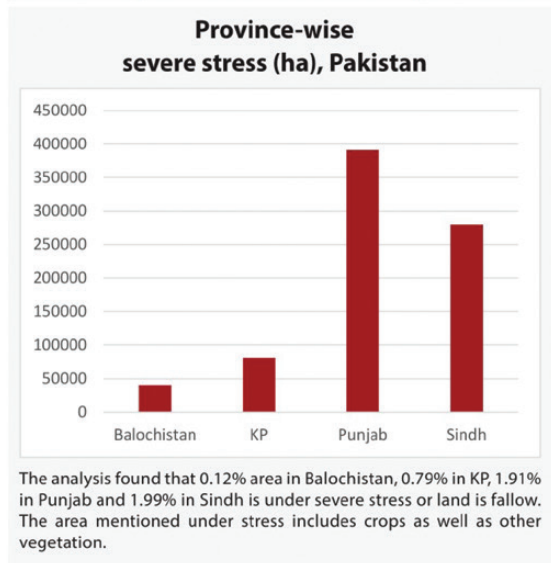 Province-wise
severe stress (ha), Pakistan
450000
400000
350000
300000
250000
200000
150000
100000
50000
0
Balochistan KP Punjab Sindh
The analysis found that 0.12% area in Balochistan, 0.79% in KP, 1.91%
in Punjab and 1.99% in Sindh is under severe stress or land is fallow.
The area mentioned under stress includes crops as well as other
vegetation.